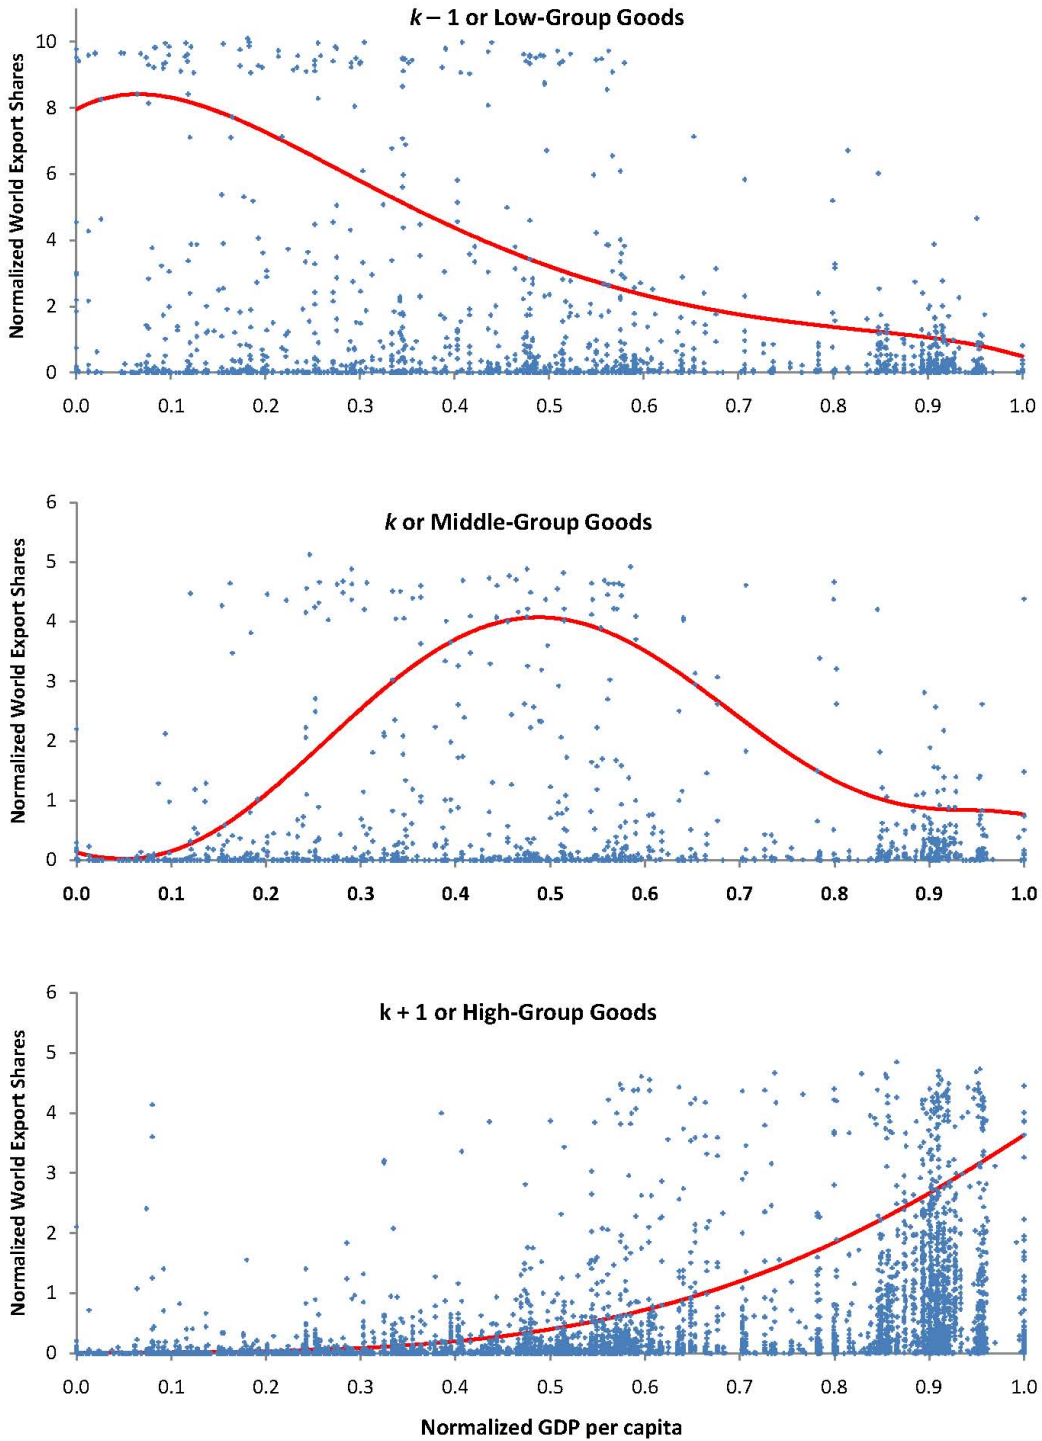 k – 1 or Low-Group Goods
Normalized World Export Shares
10
8
6
4
2
0
0.0 0.1 0.2 0.3 0.4 0.5 0.6 0.7 0.8 0.9 1.0
k or Middle-Group Goods
Normalized World Export Shares
6
5
4
3
2
1
0
0.0 0.1 0.2 0.3 0.4 0.5 0.6 0.7 0.8 0.9 1.0
k + 1 or High-Group Goods
Normalized World Export Shares
6
5
4
3
2
1
0
0.0 0.1 0.2 0.3 0.4 0.5 0.6 0.7 0.8 0.9 1.0
Normalized GDP per capita